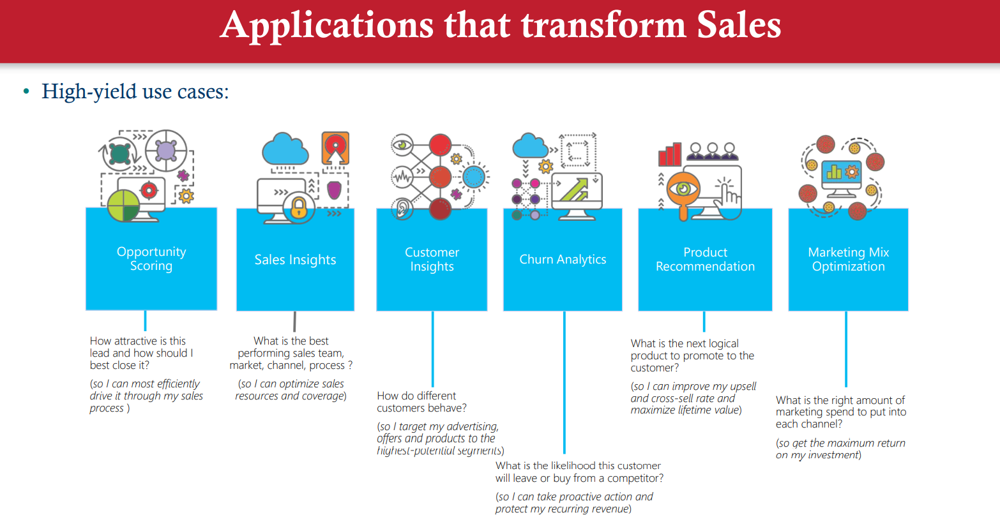 Applications that transform Sales
• High-yield use cases:
Opportunity
Scoring
How attractive is this
lead and how should I
best close it?
(so I can most efficiently
drive it through my sales
process )
Sales Insights
What is the best
performing sales team,
market, channel, process ?
(so I can optimize sales
resources and coverage)
Customer
Insights
How do different
customers behave?
(so I target my advertising,
offers and products to the
highest-potential segments)
Churn Analytics
What is the likelihood this customer
will leave or buy from a competitor?
(so I can take proactive action and
protect my recurring revenue)
Product
Recommendation
What is the next logical
product to promote to the
customer?
(so I can improve my upsell
and cross-sell rate and
maximize lifetime value)
Marketing Mix
Optimization
What is the right amount of
marketing spend to put into
each channel?
(so get the maximum return
on my investment)